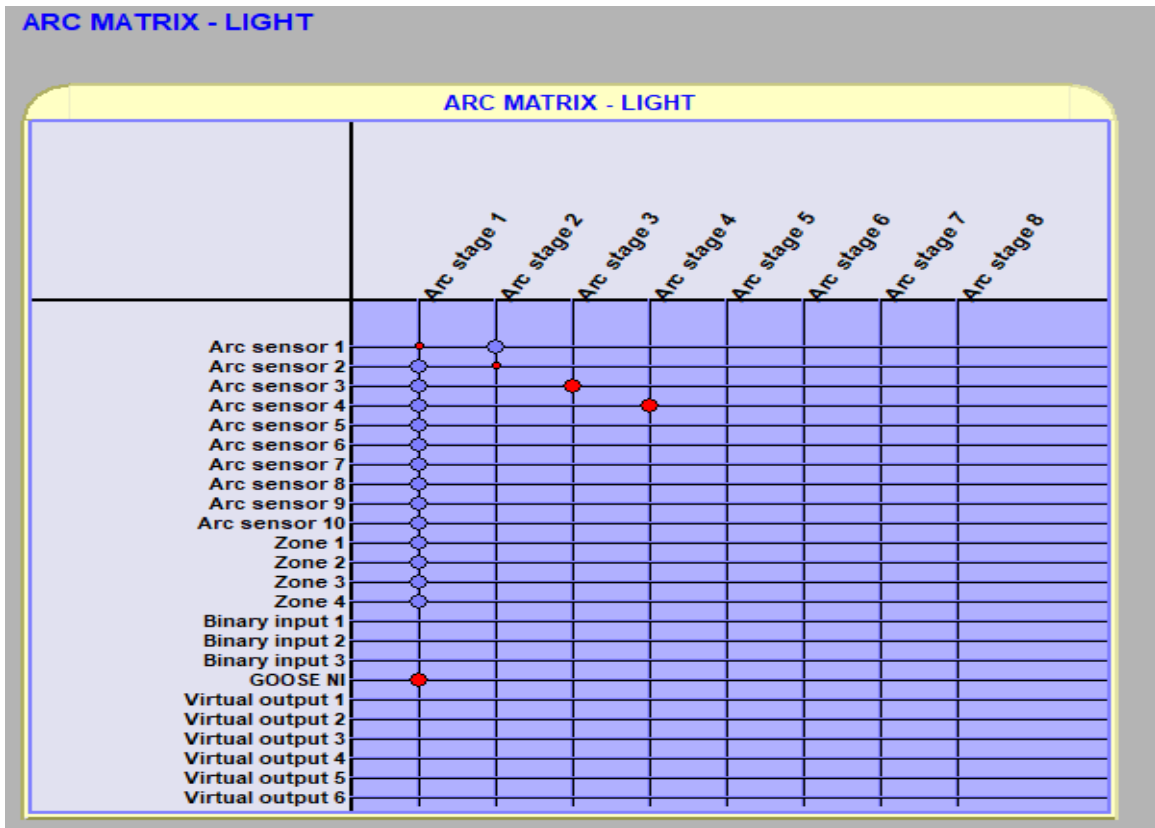 ARC MATRIX - LIGHT
ARC MATRIX - LIGHT
Arc stage 1
Arc stage 2
Arc stage 3
Arc stage 4
Arc stage 5
Arc stage 6
Arc stage 7
Arc stage 8
Arc sensor 1
Arc sensor 2
Arc sensor 3
Arc sensor 4
Arc sensor 5
Arc sensor 6
Arc sensor 7
Arc sensor 8
Arc sensor 9
Arc sensor 10
Zone 1
Zone 2
Zone 3
Zone 4
Binary input 1
Binary input 2
Binary input 3
GOOSE NI
Virtual output 1
Virtual output 2
Virtual output 3
Virtual output 4
Virtual output 5
Virtual output 6